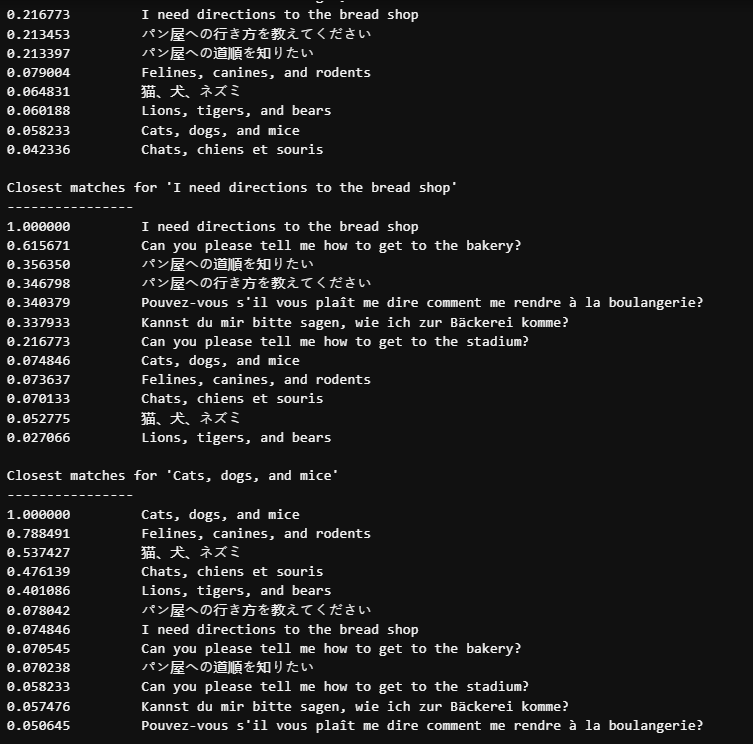 0.216773 I need directions to the bread shop
0.213453 パン屋への行き方を教えてください
0.213397 パン屋への道順を知りたい
0.079004 Felines, canines, and rodents
0.064831 猫、犬、ネズミ
0.060188 Lions, tigers, and bears
0.058233 Cats, dogs, and mice
0.042336 Chats, chiens et souris
Closest matches for 'I need directions to the bread shop'
----------------
1.000000 I need directions to the bread shop
0.615671 Can you please tell me how to get to the bakery?
0.356350 パン屋への道順を知りたい
0.346798 パン屋への行き方を教えてください
0.340379 Pouvez-vous s'il vous plaît me dire comment me rendre à la boulangerie?
0.337933 Kannst du mir bitte sagen, wie ich zur Bäckerei komme?
0.216773 Can you please tell me how to get to the stadium?
0.074846 Cats, dogs, and mice
0.073637 Felines, canines, and rodents
0.070133 Chats, chiens et souris
0.052775 猫、犬、ネズミ
0.027066 Lions, tigers, and bears
Closest matches for 'Cats, dogs, and mice'
----------------
1.000000 Cats, dogs, and mice
0.788491 Felines, canines, and rodents
0.537427 猫、犬、ネズミ
0.476139 Chats, chiens et souris
0.401086 Lions, tigers, and bears
0.078042 パン屋への行き方を教えてください
0.074846 I need directions to the bread shop
0.070545 Can you please tell me how to get to the bakery?
0.070238 パン屋への道順を知りたい
0.058233 Can you please tell me how to get to the stadium?
0.057476 Kannst du mir bitte sagen, wie ich zur Bäckerei komme?
0.050645 Pouvez-vous s'il vous plaît me dire comment me rendre à la boulangerie?